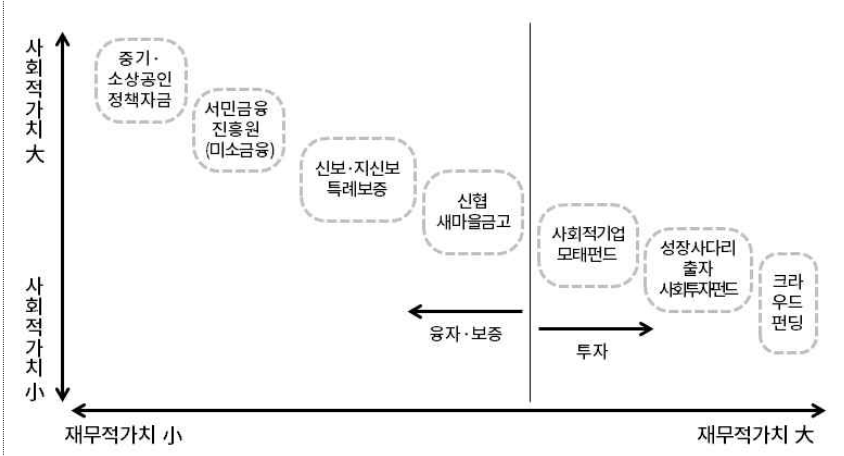 사회적가치 大
중기·
소상공인
정책자금
서민금융
진흥원
(미소금융)
신보·지신보
특례보증
신협
새마을금고
사회적기업
모태펀드
성장사다리
출자
사회투자펀드
크라
우드
펀딩
사회적가치 小
융자·보증
투자
재무적가치 小
재무적가치 大